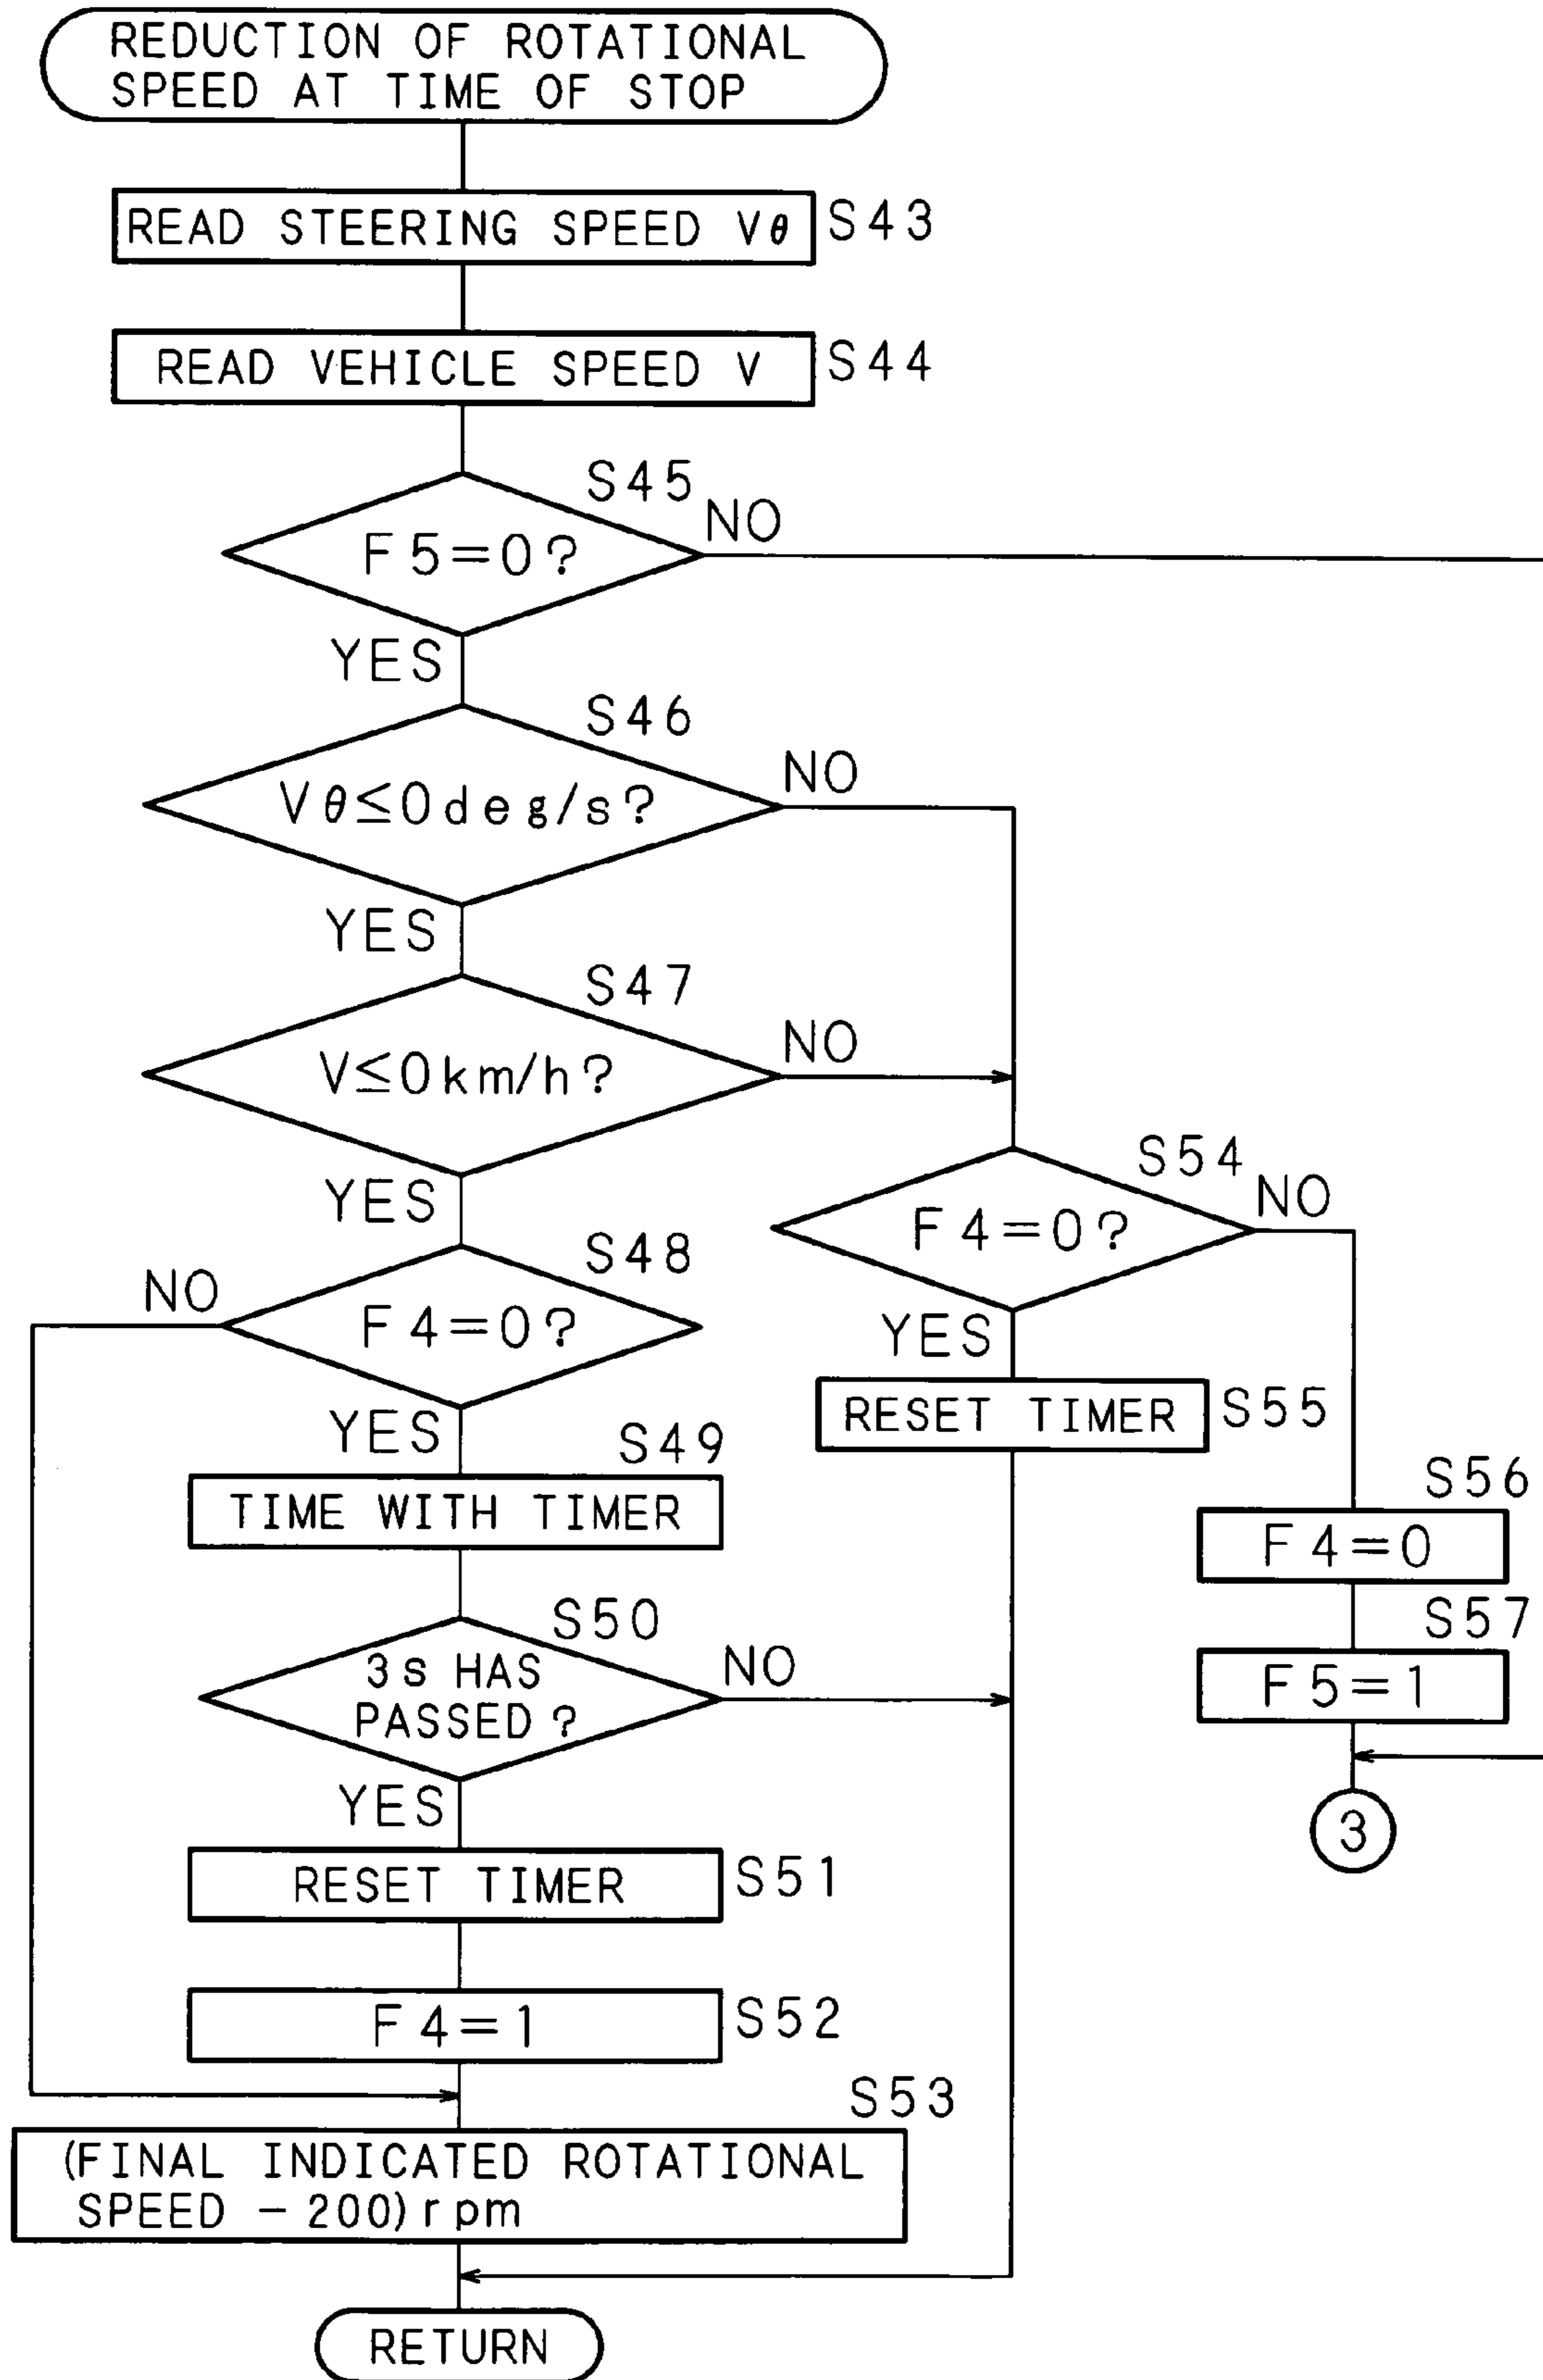 REDUCTION OF ROTATIONAL
SPEED AT TIME OF STOP
READ STEERING SPEED Vθ S43
READ VEHICLE SPEED V S44
S45
F5=0?
NO
YES
S46
Vθ≦0deg/s?
NO
YES
S47
V≦0km/h?
NO
YES
S54
F4=0?
NO
YES
S48
F4=0?
NO
YES
RESET TIMER S55
S49
TIME WITH TIMER
S56
F4=0
S50
3s HAS
PASSED?
NO
YES
S57
F5=1
3
RESET TIMER S51
F4=1 S52
S53
(FINAL INDICATED ROTATIONAL
SPEED −200)rpm
RETURN